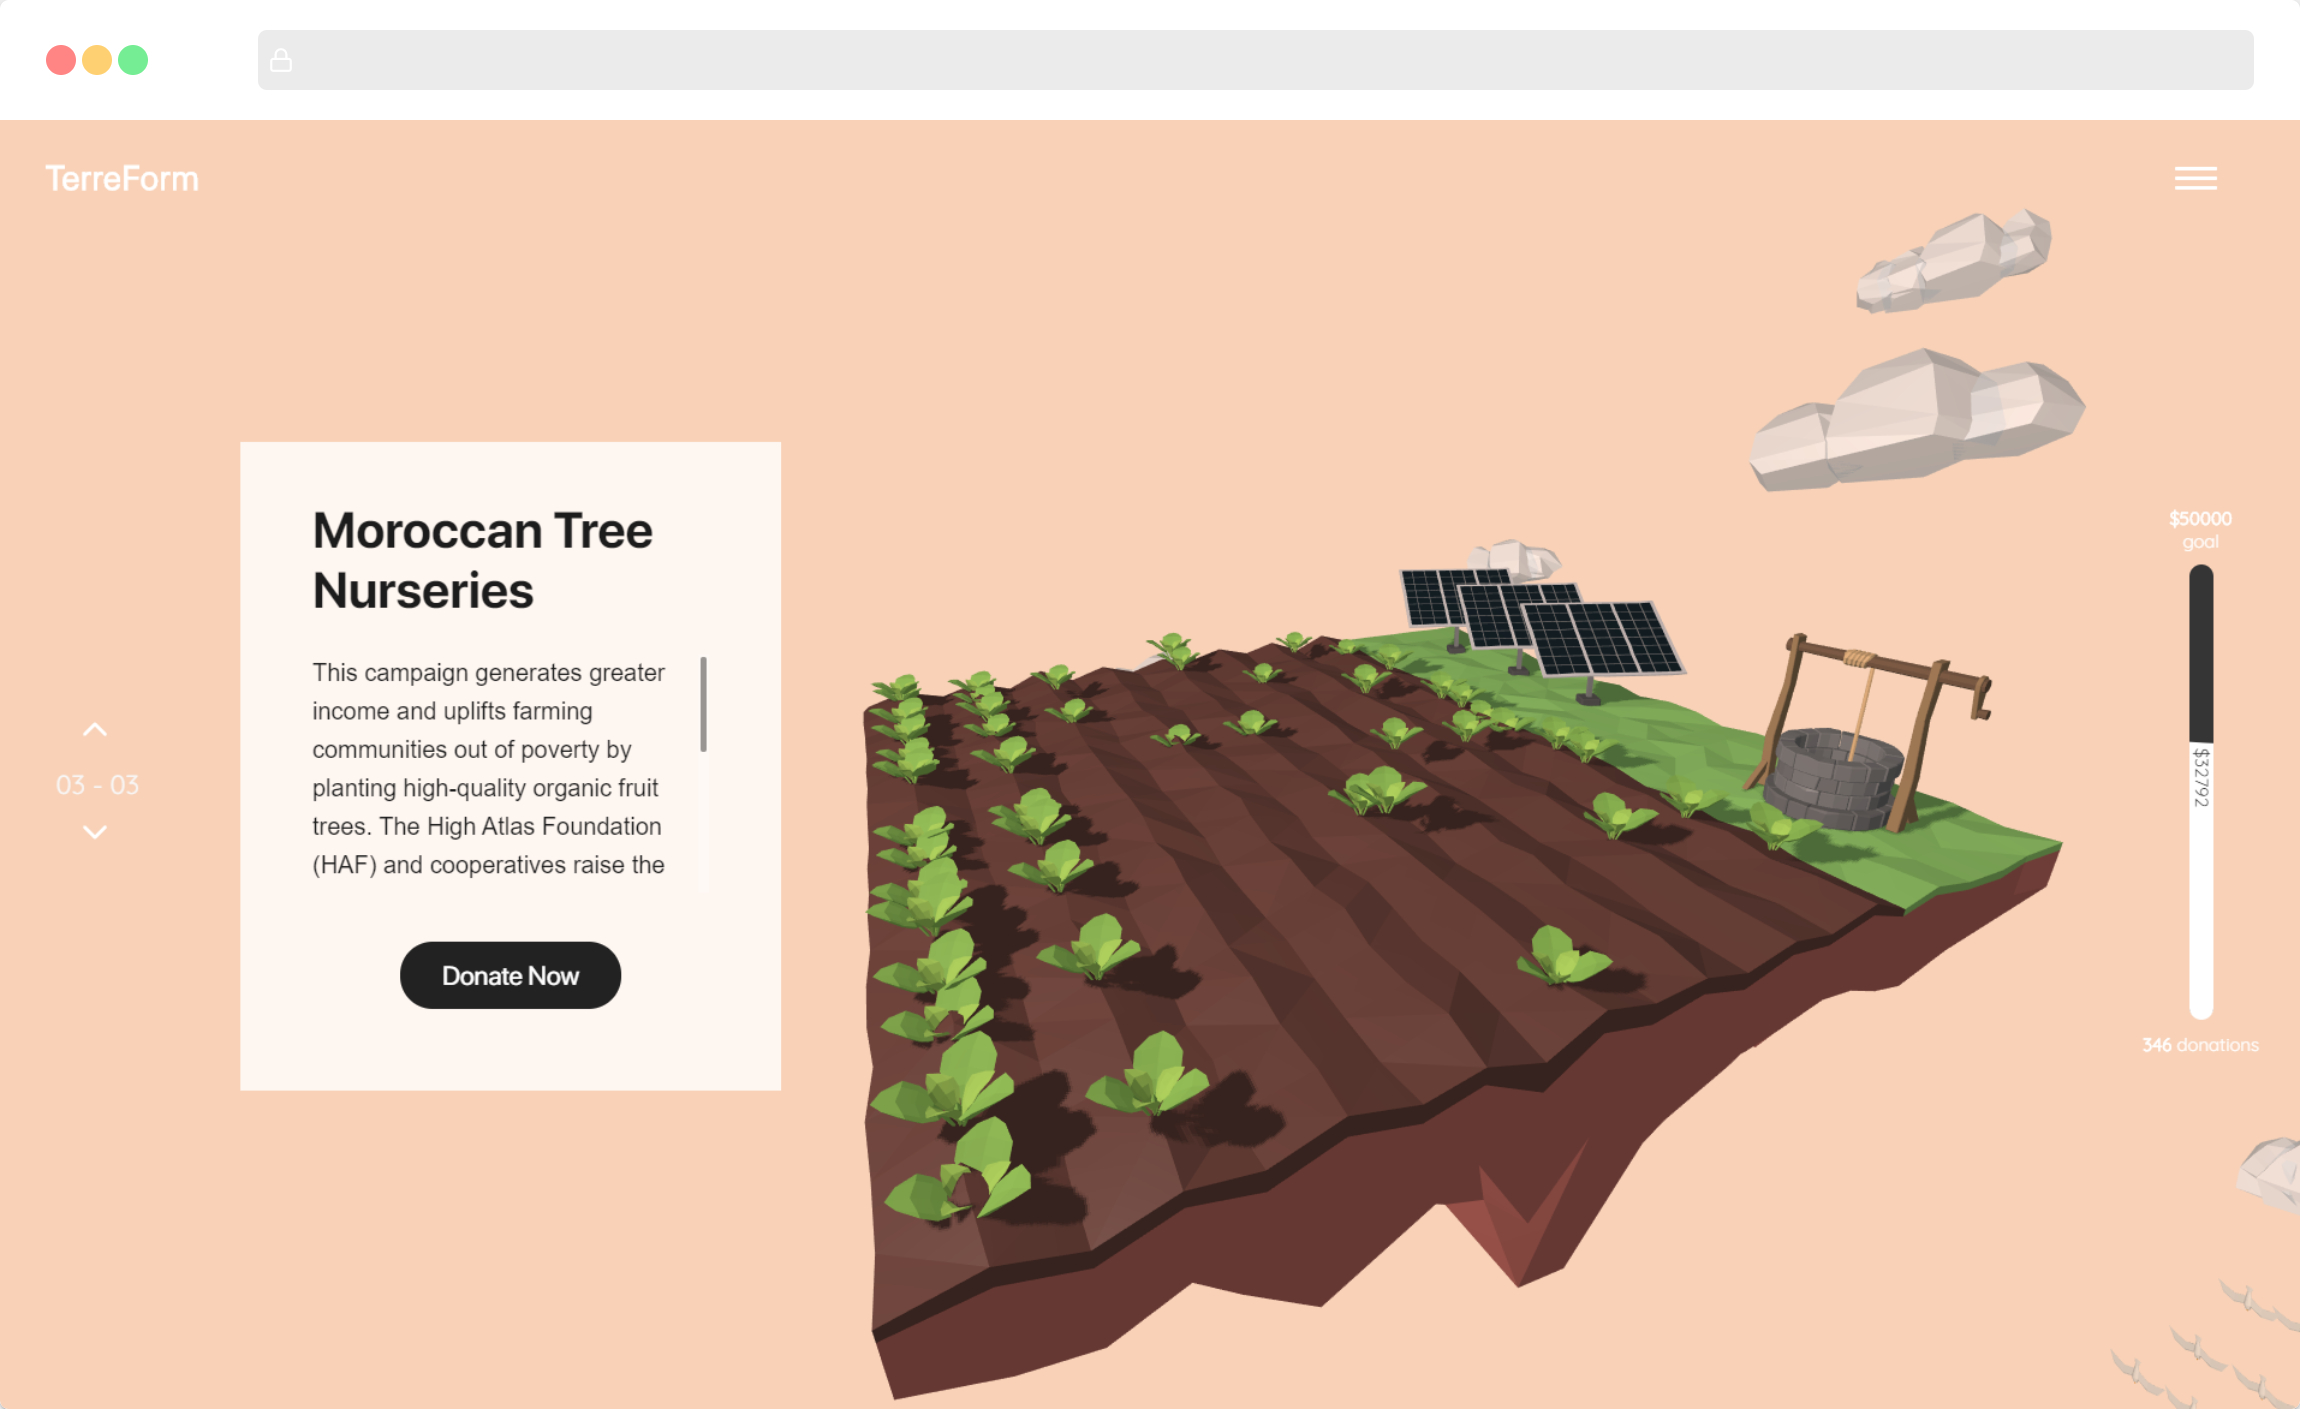 TerreForm
Moroccan Tree
Nurseries
This campaign generates greater
income and uplifts farming
communities out of poverty by
planting high-quality organic fruit
trees. The High Atlas Foundation
(HAF) and cooperatives raise the
Donate Now
03 - 03
$50000
goal
$32792
346 donations